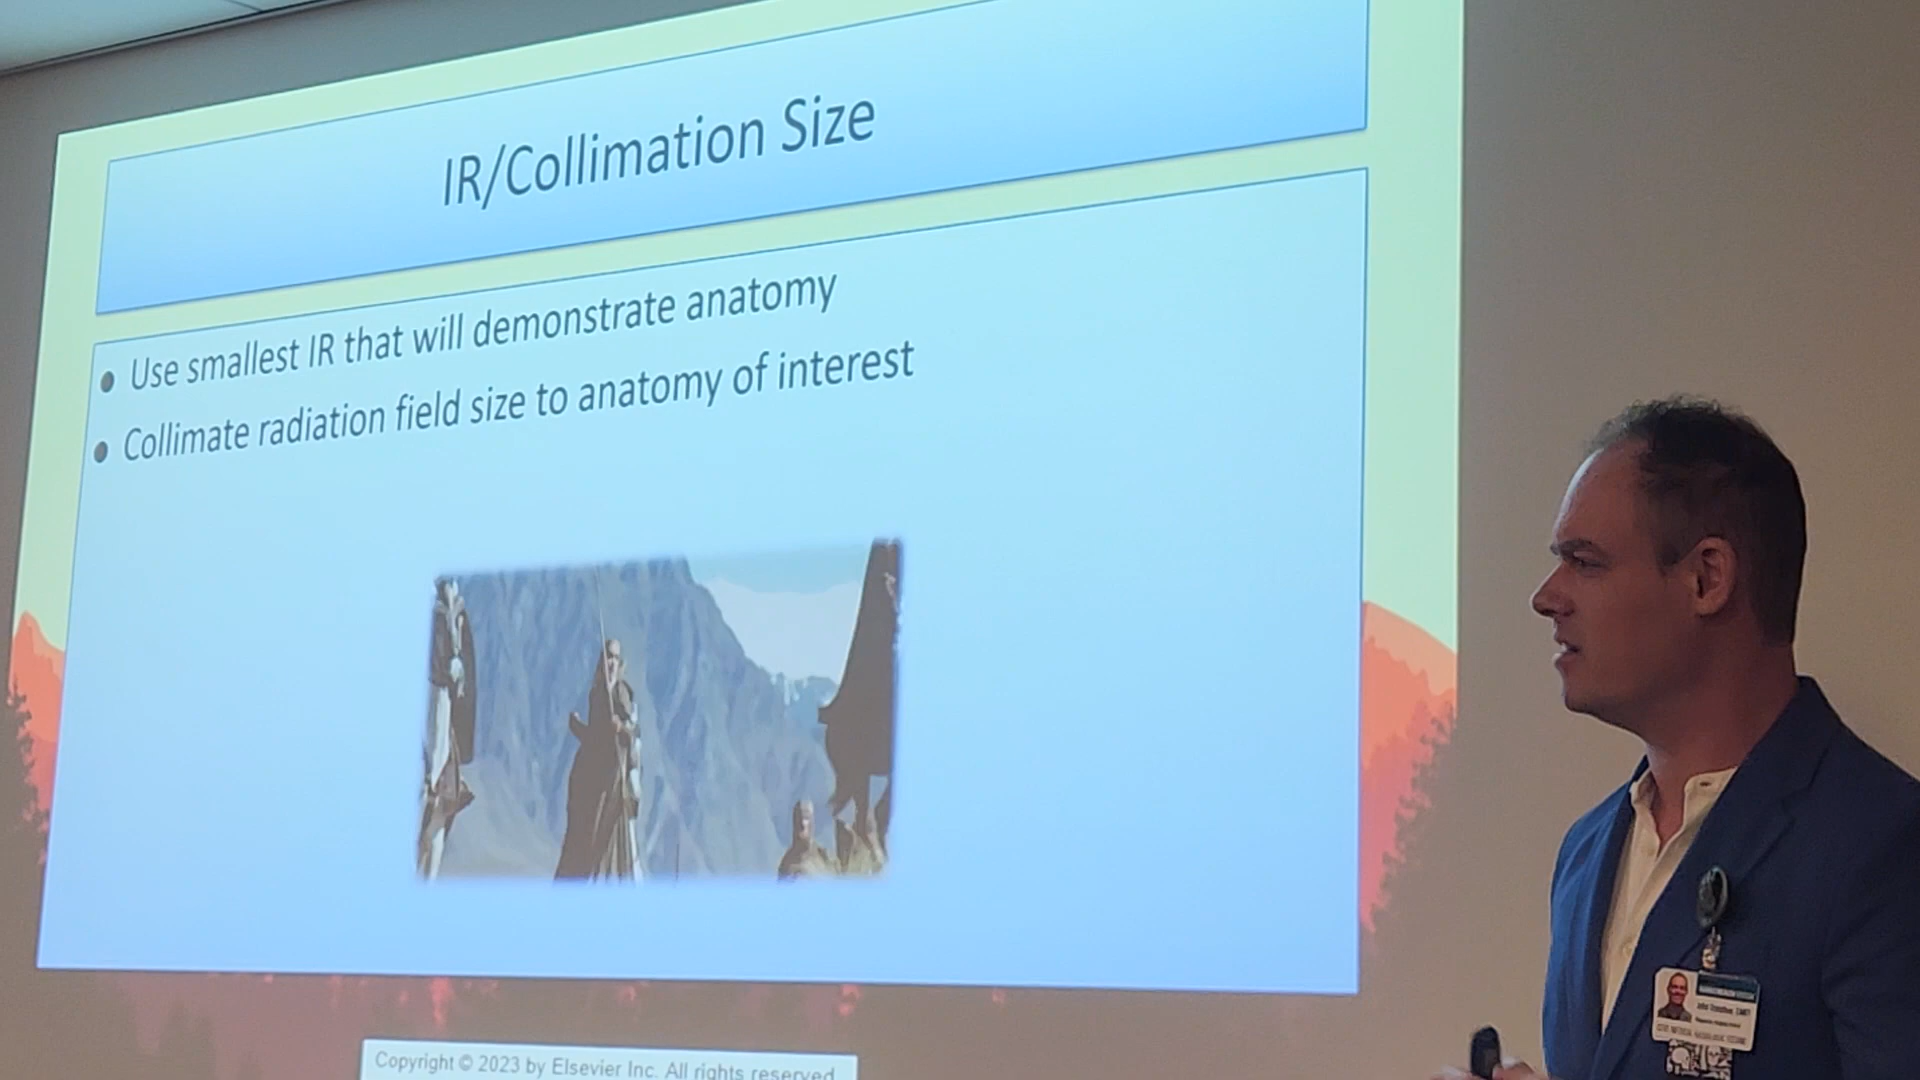 IR/Collimation Size
● Use smallest IR that will demonstrate anatomy
● Collimate radiation field size to anatomy of interest
Copyright © 2023 by Elsevier Inc. All rights reserved